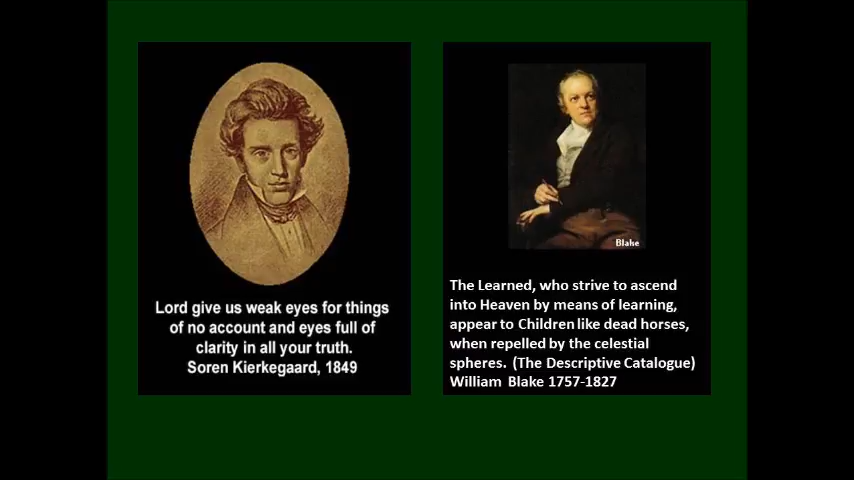 Lord give us weak eyes for things
of no account and eyes full of
clarity in all your truth.
Soren Kierkegaard, 1849
Blake
The Learned, who strive to ascend
into Heaven by means of learning,
appear to Children like dead horses,
when repelled by the celestial
spheres. (The Descriptive Catalogue)
William Blake 1757-1827